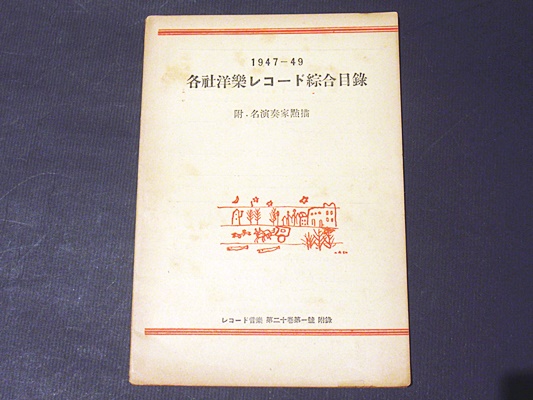 1947-49
各社洋樂レコード綜合目錄
附・名演奏家點描
レコード音樂 第二十卷第一號 附錄